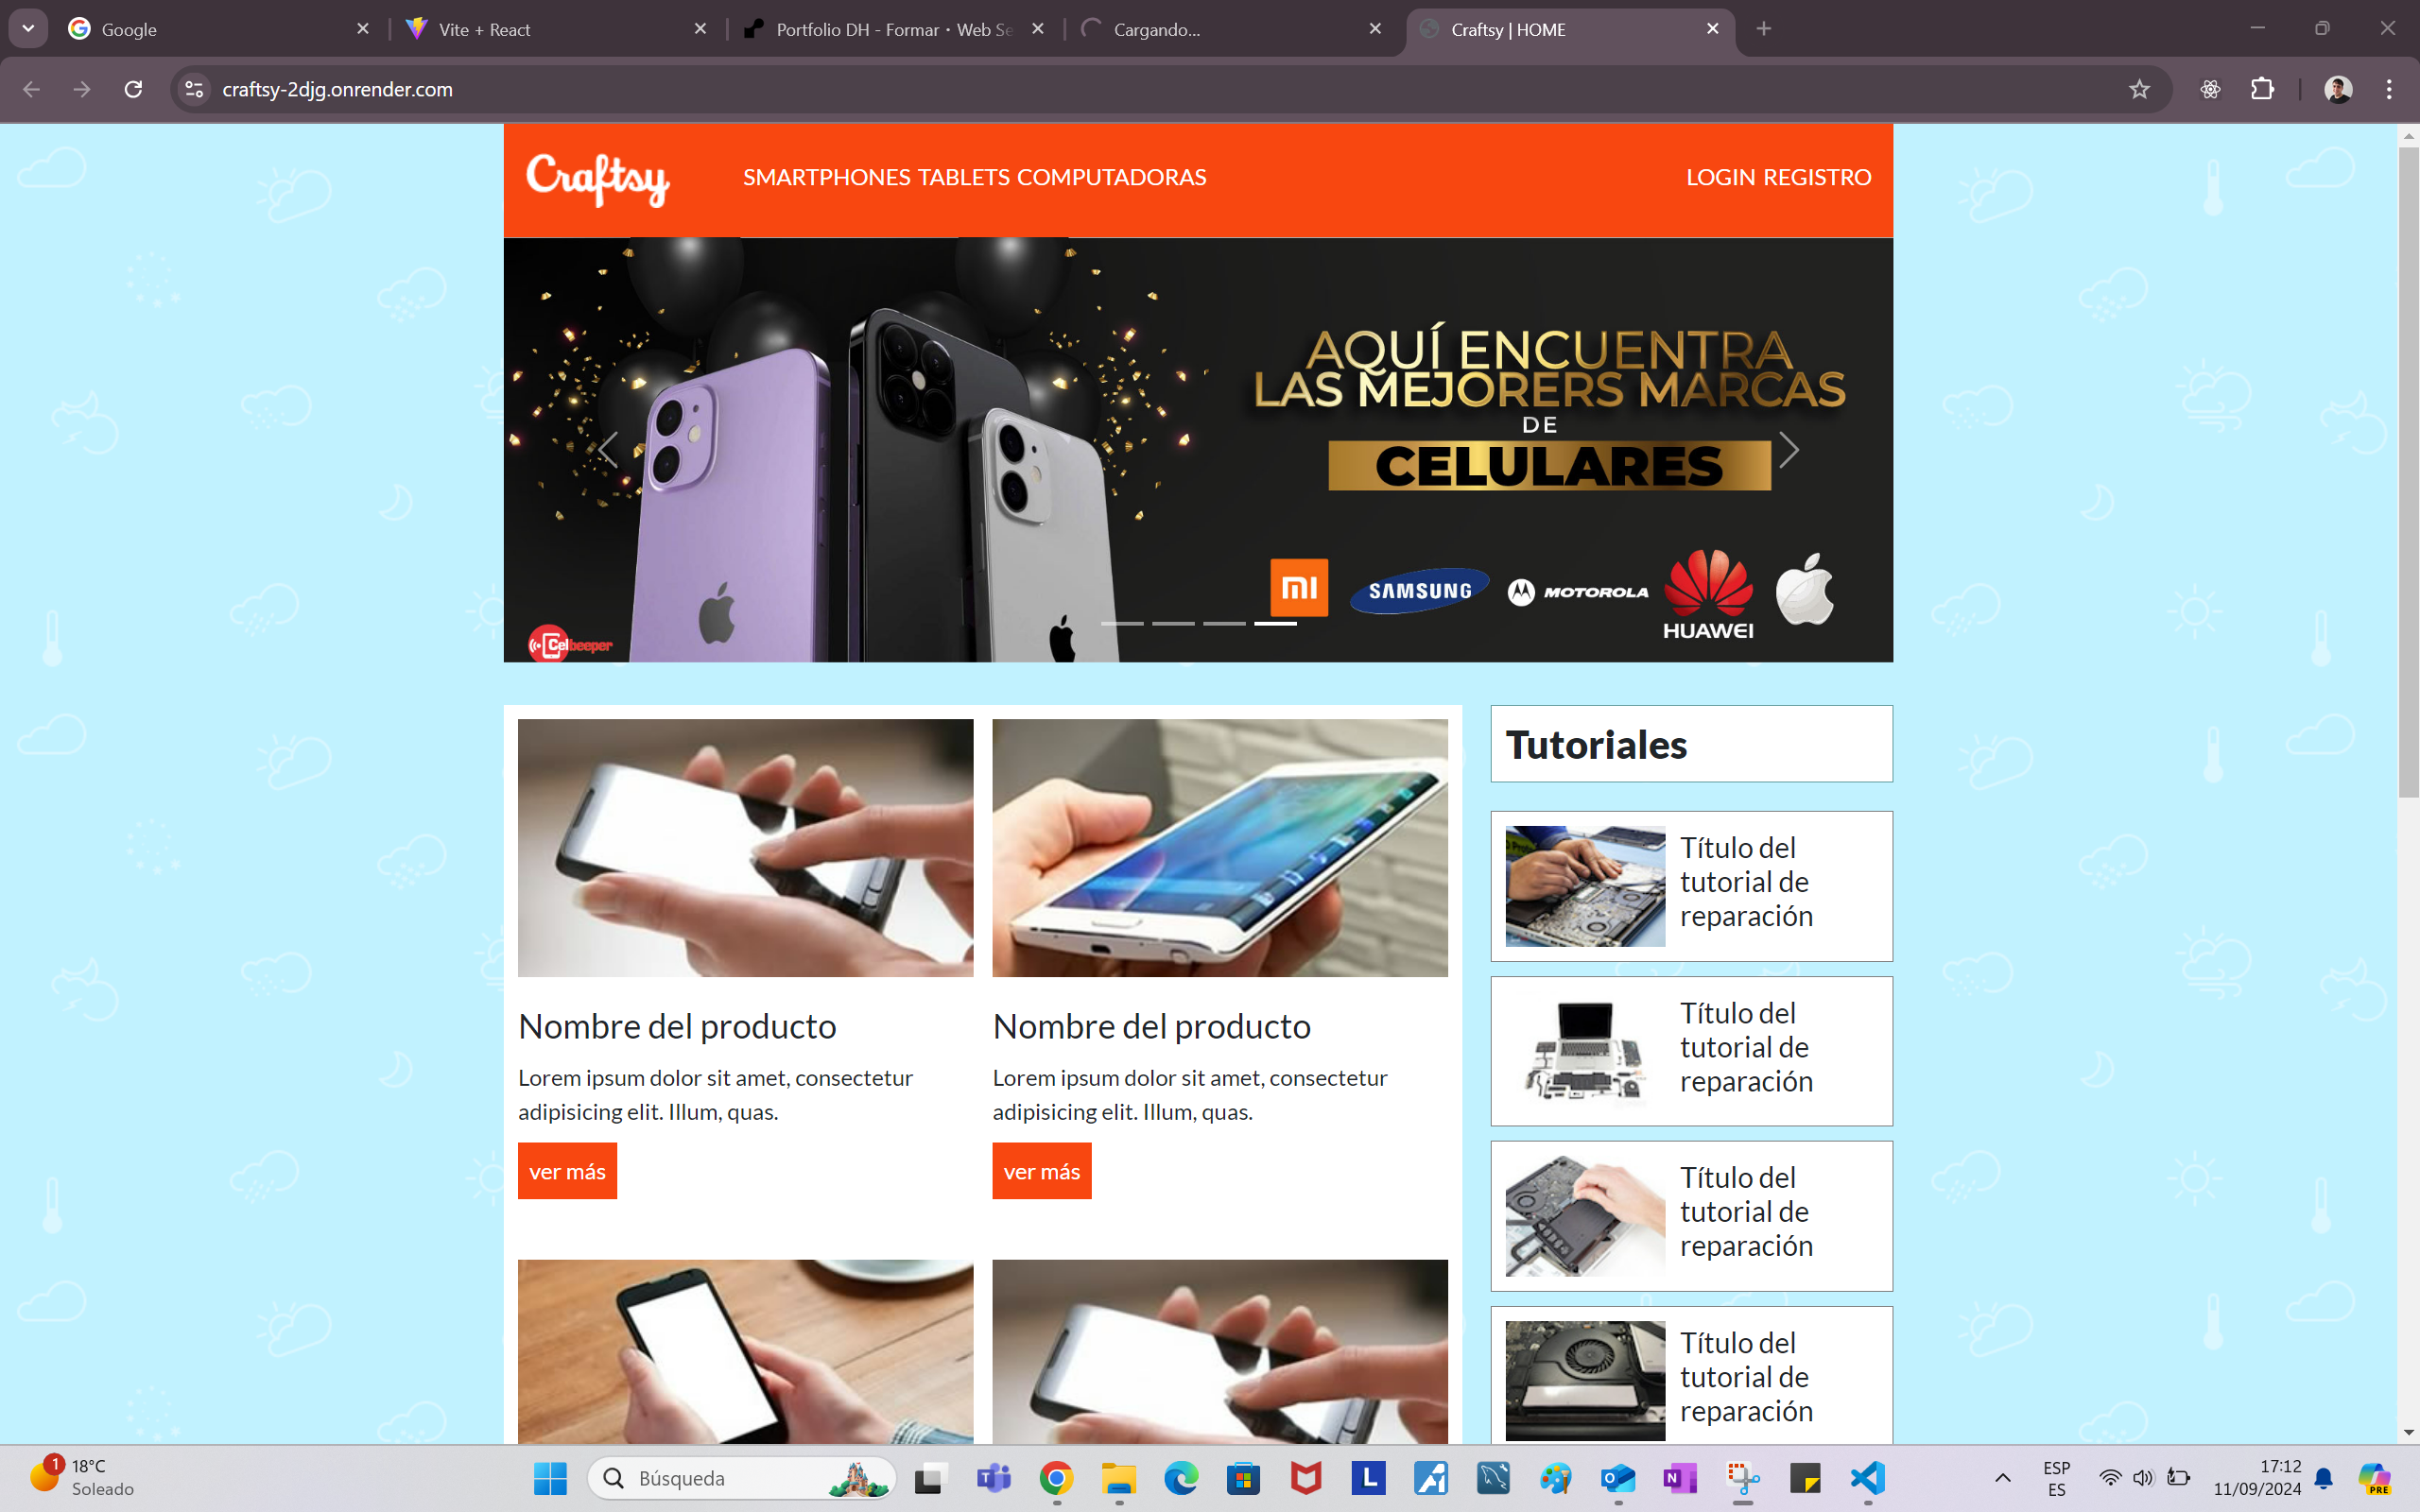 Google
Vite + React
Portfolio DH - Formar • Web Se
Cargando...
Craftsy | HOME
craftsy-2djg.onrender.com
Craftsy
SMARTPHONES TABLETS COMPUTADORAS
LOGIN REGISTRO
AQUÍ ENCUENTRA
LAS MEJORERS MARCAS
DE
CELULARES
mi
SAMSUNG
MOTOROLA
HUAWEI
Celbeeper
Tutoriales
Título del
tutorial de
reparación
Nombre del producto
Lorem ipsum dolor sit amet, consectetur
adipisicing elit. Illum, quas.
ver más
Nombre del producto
Lorem ipsum dolor sit amet, consectetur
adipisicing elit. Illum, quas.
ver más
Título del
tutorial de
reparación
Título del
tutorial de
reparación
Título del
tutorial de
reparación
1
18°C
Soleado
Búsqueda
ESP
ES
17:12
11/09/2024
PRE